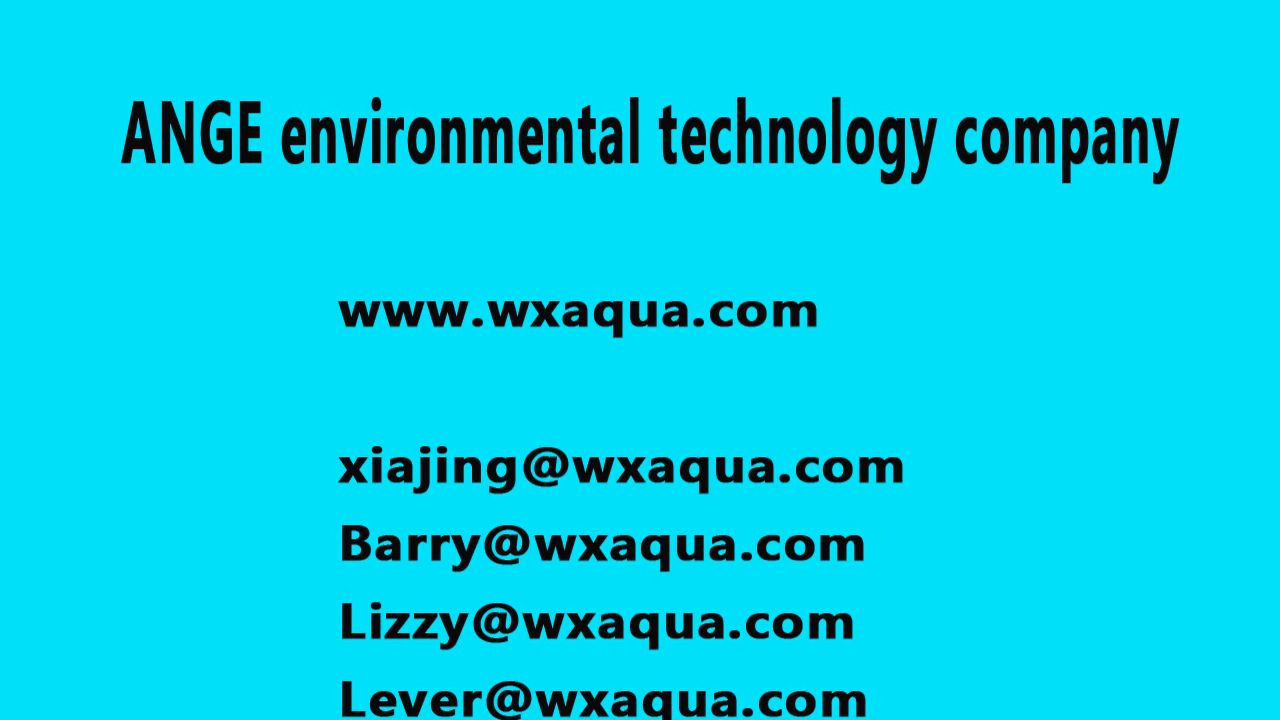 ANGE environmental technology company
www.wxaqua.com
xiajing@wxaqua.com
Barry@wxaqua.com
Lizzy@wxaqua.com
Lever@wxaqua.com